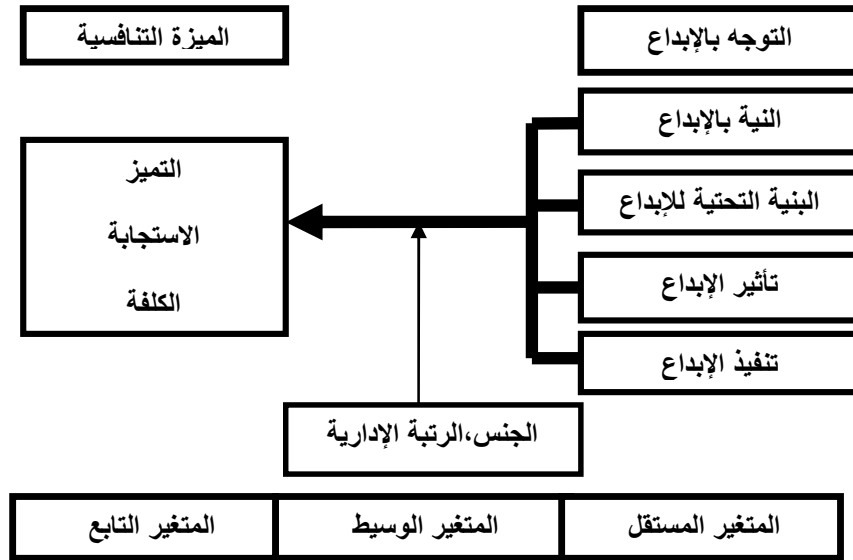 التوجه بالإبداع
الميزة التنافسية
النية بالإبداع
البنية التحتية للإبداع
تأثير الإبداع
تنفيذ الإبداع
التميز
الاستجابة
الكلفة
الجنس،الرتبة الإدارية
المتغير المستقل
المتغير الوسيط
المتغير التابع